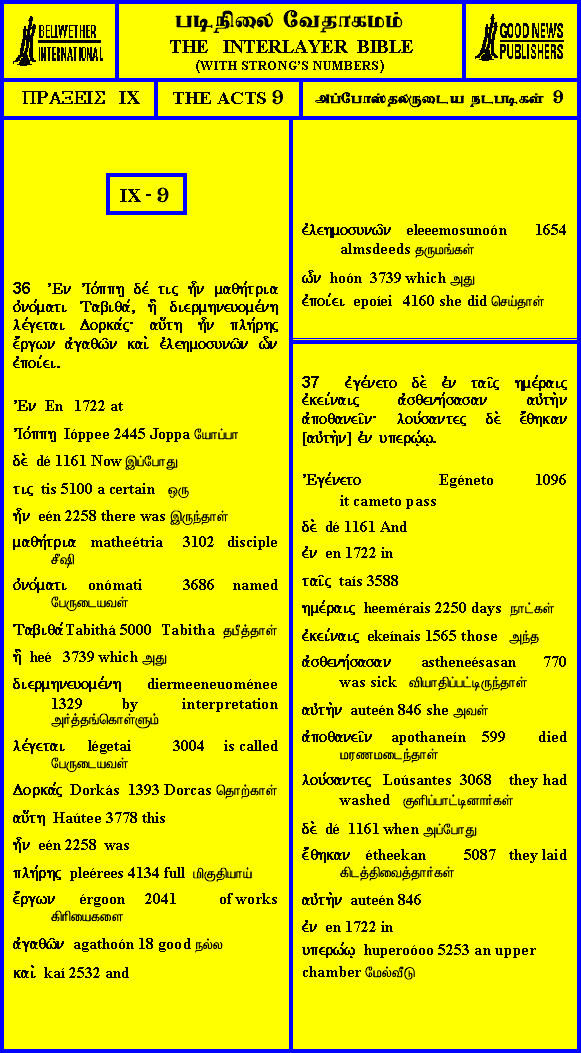 BELLWETHER
INTERNATIONAL
படிநிலை வேதாகமம்
THE INTERLAYER BIBLE
(WITH STRONG'S NUMBERS)
GOOD NEWS
PUBLISHERS
ΠΡΑΞΕΙΣ IX
THE ACTS 9
அப்போஸ்தலருடைய நடபடிகள் 9
IX - 9
36 Ἐν Ἰόππῃ δέ τις ἦν μαθήτρια
ὀνόματι Ταβιθά, ἣ διερμηνευομένη
λέγεται Δορκάς· αὕτη ἦν πλήρης
ἔργων ἀγαθῶν καὶ ἐλεημοσυνῶν ὧν
ἐποίει.
Ἐν En 1722 at
Ἰόππῃ Ióppee 2445 Joppa யோப்பா
δὲ dé 1161 Now இப்போது
τις tis 5100 a certain ஒரு
ἦν eén 2258 there was இருந்தாள்
μαθήτρια matheétria 3102 disciple
சீஷி
ὀνόματι onómati 3686 named
பேருடையவள்
Ταβιθά Tabithá 5000 Tabitha தபீத்தாள்
ἣ heé 3739 which அது
διερμηνευομένη diermeeneuoménee
1329 by interpretation
அர்த்தங்கொள்ளும்
λέγεται légetai 3004 is called
பேருடையவள்
Δορκάς Dorkás 1393 Dorcas தொற்காள்
αὕτη Haútee 3778 this
ἦν eén 2258 was
πλήρης pleérees 4134 full மிகுதியாய்
ἔργων érgoon 2041 of works
கிரியைகளை
ἀγαθῶν agathoón 18 good நல்ல
καὶ kaí 2532 and
ἐλεημοσυνῶν eleeemosunoón 1654
almsdeeds தருமங்கள்
ὧν hoón 3739 which அது
ἐποίει epoíei 4160 she did செய்தாள்
37 ἐγένετο δὲ ἐν ταῖς ημέραις
ἐκείναις ἀσθενήσασαν αὐτὴν
ἀποθανεῖν· λούσαντες δὲ ἔθηκαν
[αὐτὴν] ἐν υπερῴῳ.
Ἐγένετο Egéneto 1096
it cameto pass
δὲ dé 1161 And
ἐν en 1722 in
ταῖς taís 3588
ημέραις heemérais 2250 days நாட்கள்
ἐκείναις ekeínais 1565 those அந்த
ἀσθενήσασαν astheneésasan 770
was sick வியாதிப்பட்டிருந்தாள்
αὐτὴν auteén 846 she அவள்
ἀποθανεῖν apothaneín 599 died
மரணமடைந்தாள்
λούσαντες Loúsantes 3068 they had
washed குளிப்பாட்டினார்கள்
δὲ dé 1161 when அப்போது
ἔθηκαν étheekan 5087 they laid
கிடத்திவைத்தார்கள்
αὐτὴν auteén 846
ἐν en 1722 in
υπερῴῳ huperoóoo 5253 an upper
chamber மேல்வீடு